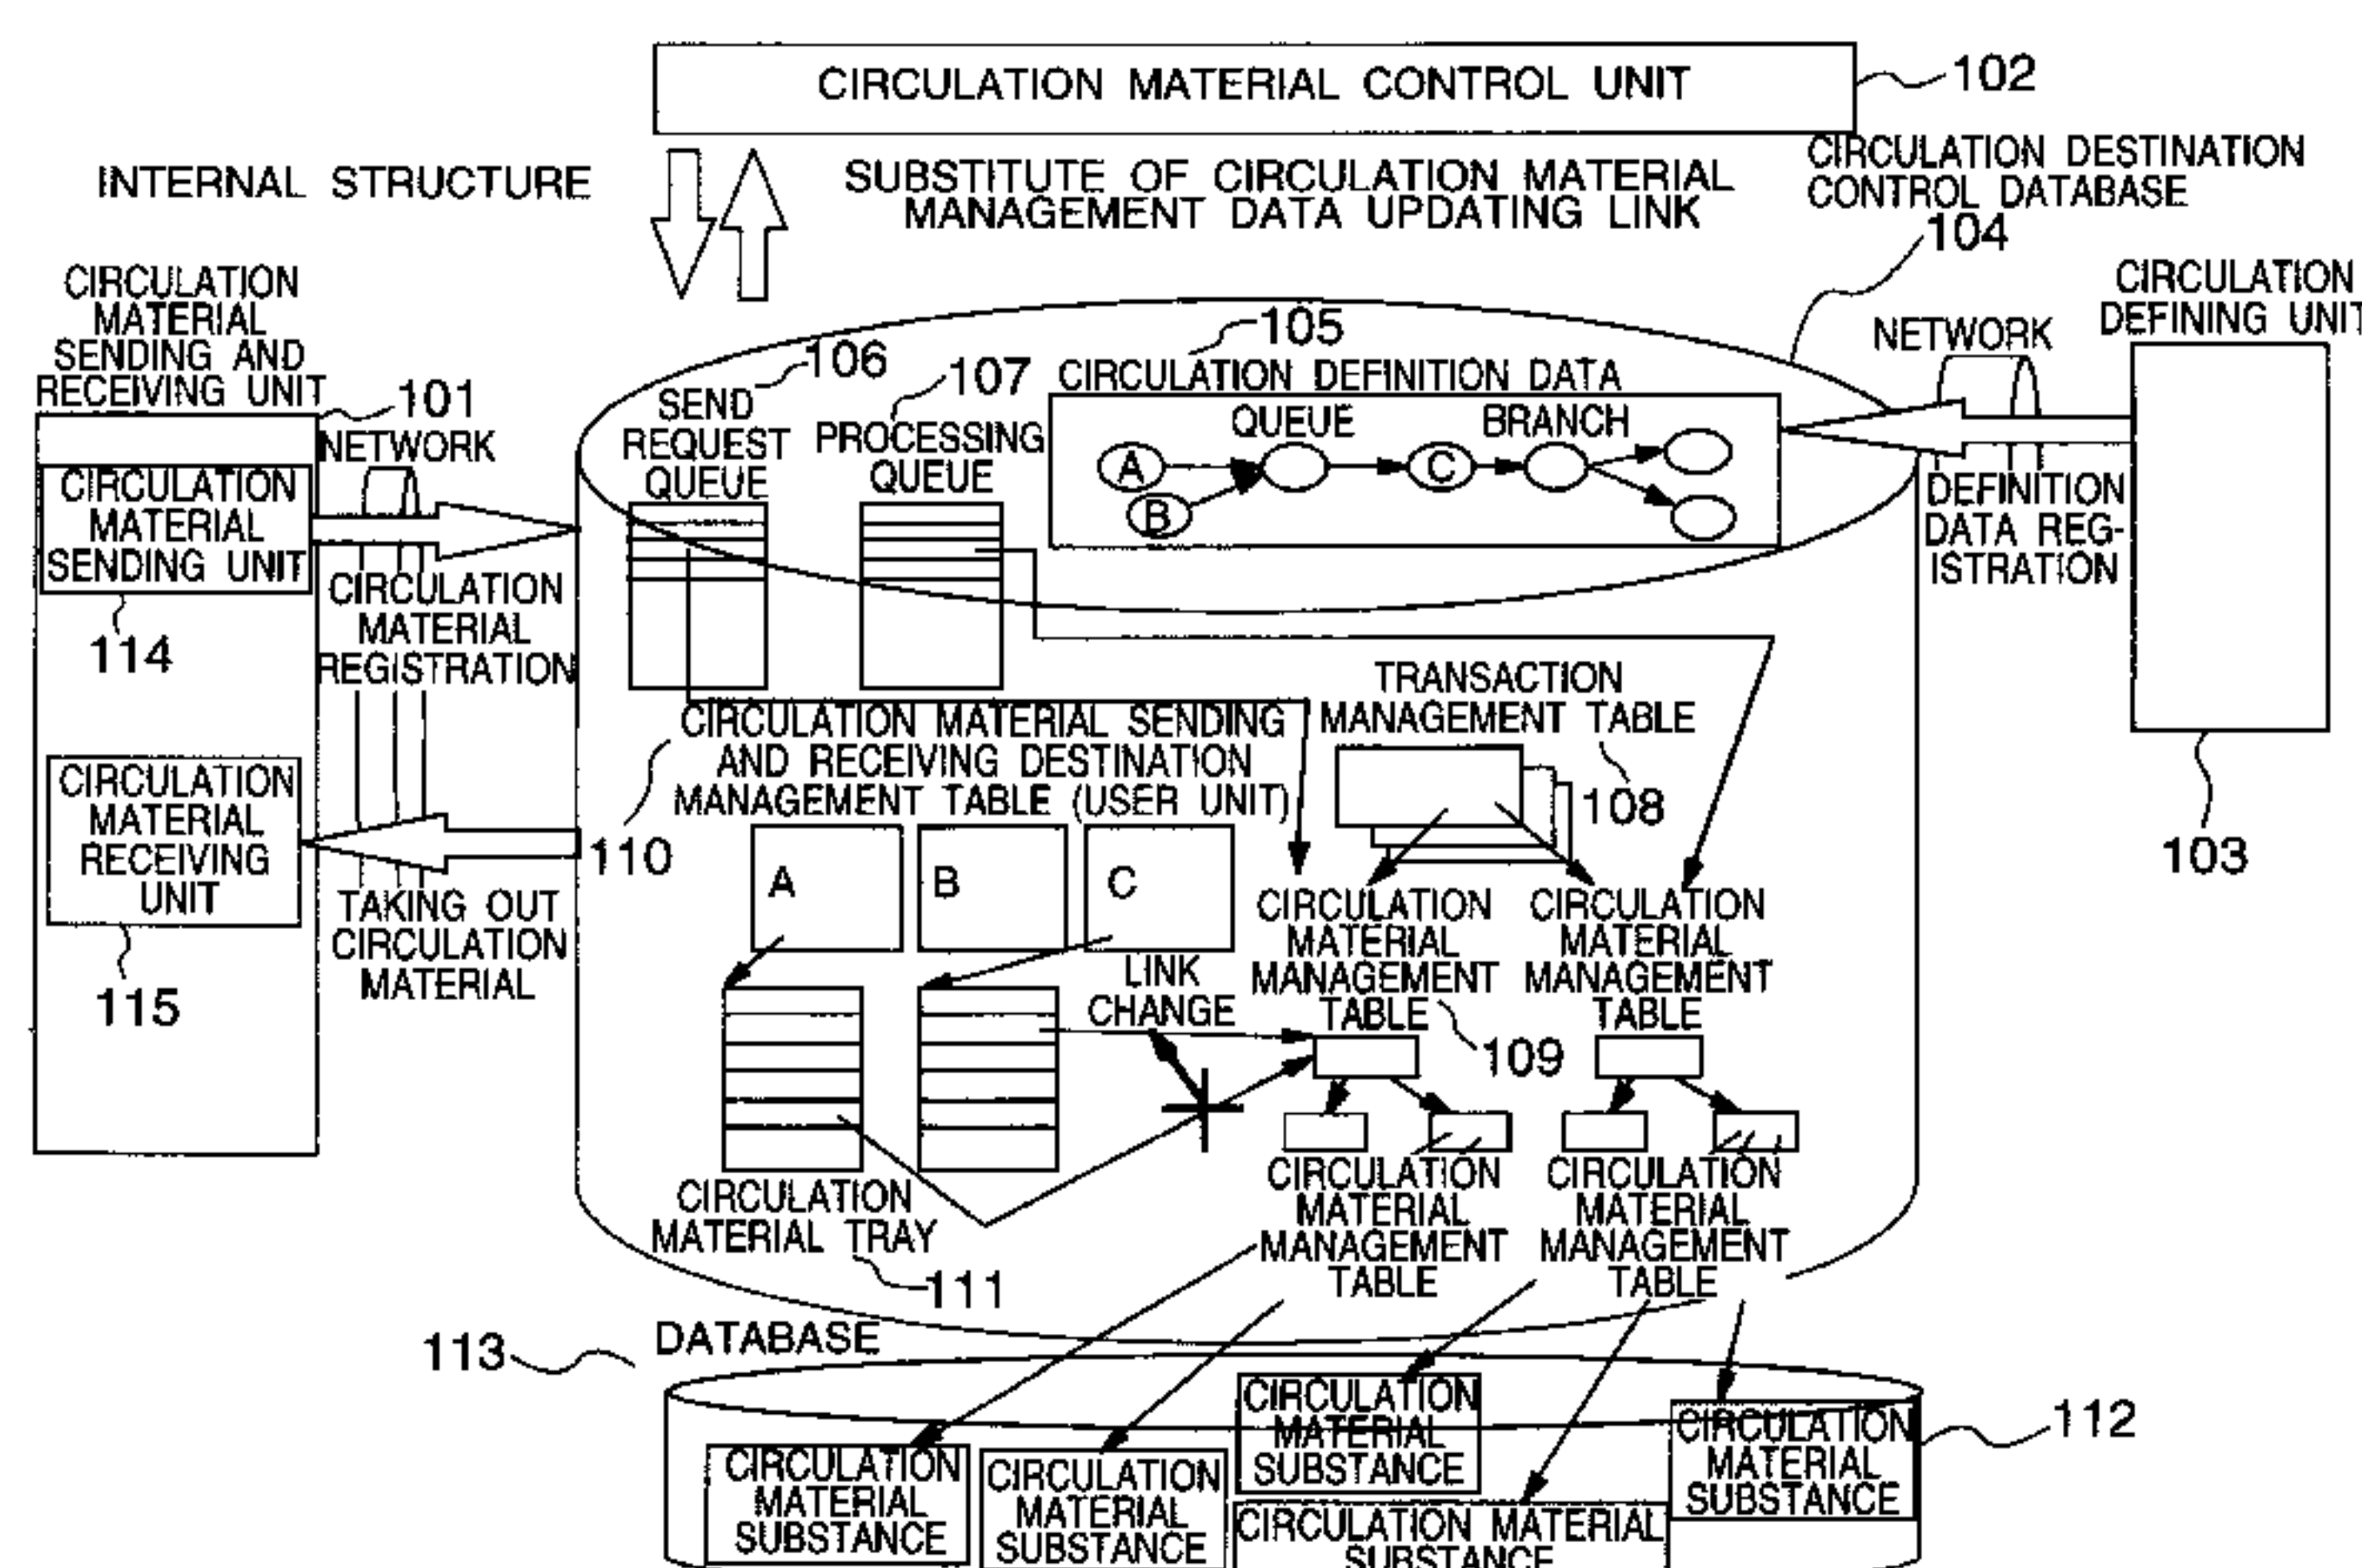 CIRCULATION MATERIAL CONTROL UNIT
102
INTERNAL STRUCTURE
SUBSTITUTE OF CIRCULATION MATERIAL
MANAGEMENT DATA UPDATING LINK
CIRCULATION DESTINATION
CONTROL DATABASE
104
CIRCULATION
MATERIAL
SENDING AND
RECEIVING UNIT
101
NETWORK
CIRCULATION
MATERIAL
SENDING UNIT
114
CIRCULATION
MATERIAL
REGISTRATION
CIRCULATION
MATERIAL
RECEIVING
UNIT
115
TAKING OUT
CIRCULATION
MATERIAL
106
SEND
REQUEST
QUEUE
107
PROCESSING
QUEUE
105
CIRCULATION DEFINITION DATA
QUEUE
BRANCH
A
C
B
NETWORK
CIRCULATION
DEFINING UNIT
DEFINITION
DATA REG-
ISTRATION
103
CIRCULATION MATERIAL SENDING
AND RECEIVING DESTINATION
MANAGEMENT TABLE (USER UNIT)
110
TRANSACTION
MANAGEMENT TABLE
108
A
B
C
LINK
CHANGE
CIRCULATION
MATERIAL
MANAGEMENT
TABLE
109
CIRCULATION
MATERIAL
MANAGEMENT
TABLE
CIRCULATION
MATERIAL TRAY
111
CIRCULATION
MATERIAL
MANAGEMENT
TABLE
CIRCULATION
MATERIAL
MANAGEMENT
TABLE
113
DATABASE
CIRCULATION
MATERIAL
SUBSTANCE
CIRCULATION
MATERIAL
SUBSTANCE
CIRCULATION
MATERIAL
SUBSTANCE
CIRCULATION MATERIAL
SUBSTANCE
CIRCULATION
MATERIAL
SUBSTANCE
112